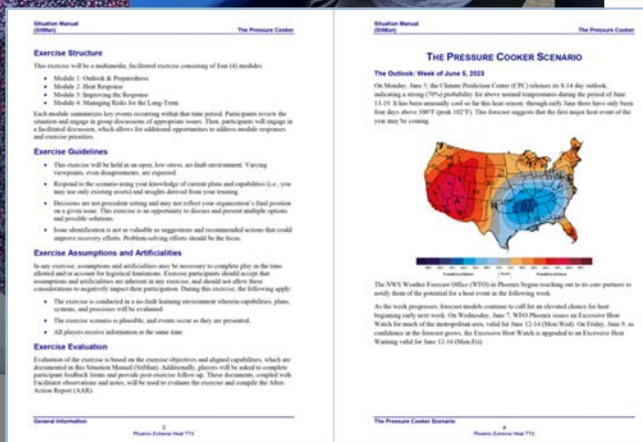 Situation Manual
(SitMan) The Pressure Cooker
Exercise Structure
This exercise will be a multimedia, facilitated exercise consisting of four (4) modules:
• Module 1: Outlook & Preparedness
• Module 2: Heat Response
• Module 3: Improving the Response
• Module 4: Managing Risks for the Long-Term
Each module summarizes key events occurring within that time period. Participants review the
situation and engage in group discussions of appropriate issues. Then, participants will engage in
a facilitated discussion, which allows for additional opportunities to address module responses
and exercise priorities.
Exercise Guidelines
• This exercise will be held in an open, low-stress, no-fault environment. Varying
viewpoints, even disagreements, are expected.
• Respond to the scenario using your knowledge of current plans and capabilities (i.e., you
may use only existing assets) and insights derived from your training.
• Decisions are not precedent setting and may not reflect your organization's final position
on a given issue. This exercise is an opportunity to discuss and present multiple options
and possible solutions.
• Issue identification is not as valuable as suggestions and recommended actions that could
improve recovery efforts. Problem-solving efforts should be the focus.
Exercise Assumptions and Artificialities
In any exercise, assumptions and artificialities may be necessary to complete play in the time
allotted and/or account for logistical limitations. Exercise participants should accept that
assumptions and artificialities are inherent in any exercise, and should not allow these
considerations to negatively impact their participation. During this exercise, the following apply:
• The exercise is conducted in a no-fault learning environment wherein capabilities, plans,
systems, and processes will be evaluated.
• The exercise scenario is plausible, and events occur as they are presented.
• All players receive information at the same time.
Exercise Evaluation
Evaluation of the exercise is based on the exercise objectives and aligned capabilities, which are
documented in this Situation Manual (SitMan). Additionally, players will be asked to complete
participant feedback forms and provide post-exercise follow up. These documents, coupled with
Facilitator observations and notes, will be used to evaluate the exercise and compile the After-
Action Report (AAR).
General Information
3
Phoenix Extreme Heat TTX
Situation Manual
(SitMan) The Pressure Cooker
THE PRESSURE COOKER SCENARIO
The Outlook: Week of June 5, 2023
On Monday, June 5, the Climate Prediction Center (CPC) releases its 8-14 day outlook,
indicating a strong (70%) probability for above normal temperatures during the period of June
13-19. It has been unusually cool so far this heat season: through early June there have only been
four days above 100°F (peak 102°F). This forecast suggests that the first major heat event of the
year may be coming.
The NWS Weather Forecast Office (WFO) in Phoenix begins reaching out to its core partners to
notify them of the potential for a heat event in the following week.
As the week progresses, forecast models continue to call for an elevated chance for heat
beginning early next week. On Wednesday, June 7, WFO Phoenix issues an Excessive Heat
Watch for much of the metropolitan area, valid for June 12-14 (Mon-Wed). On Friday, June 9, as
confidence in the forecast grows, the Excessive Heat Watch is upgraded to an Excessive Heat
Warning valid for June 12-16 (Mon-Fri).
The Pressure Cooker Scenario
4
Phoenix Extreme Heat TTX